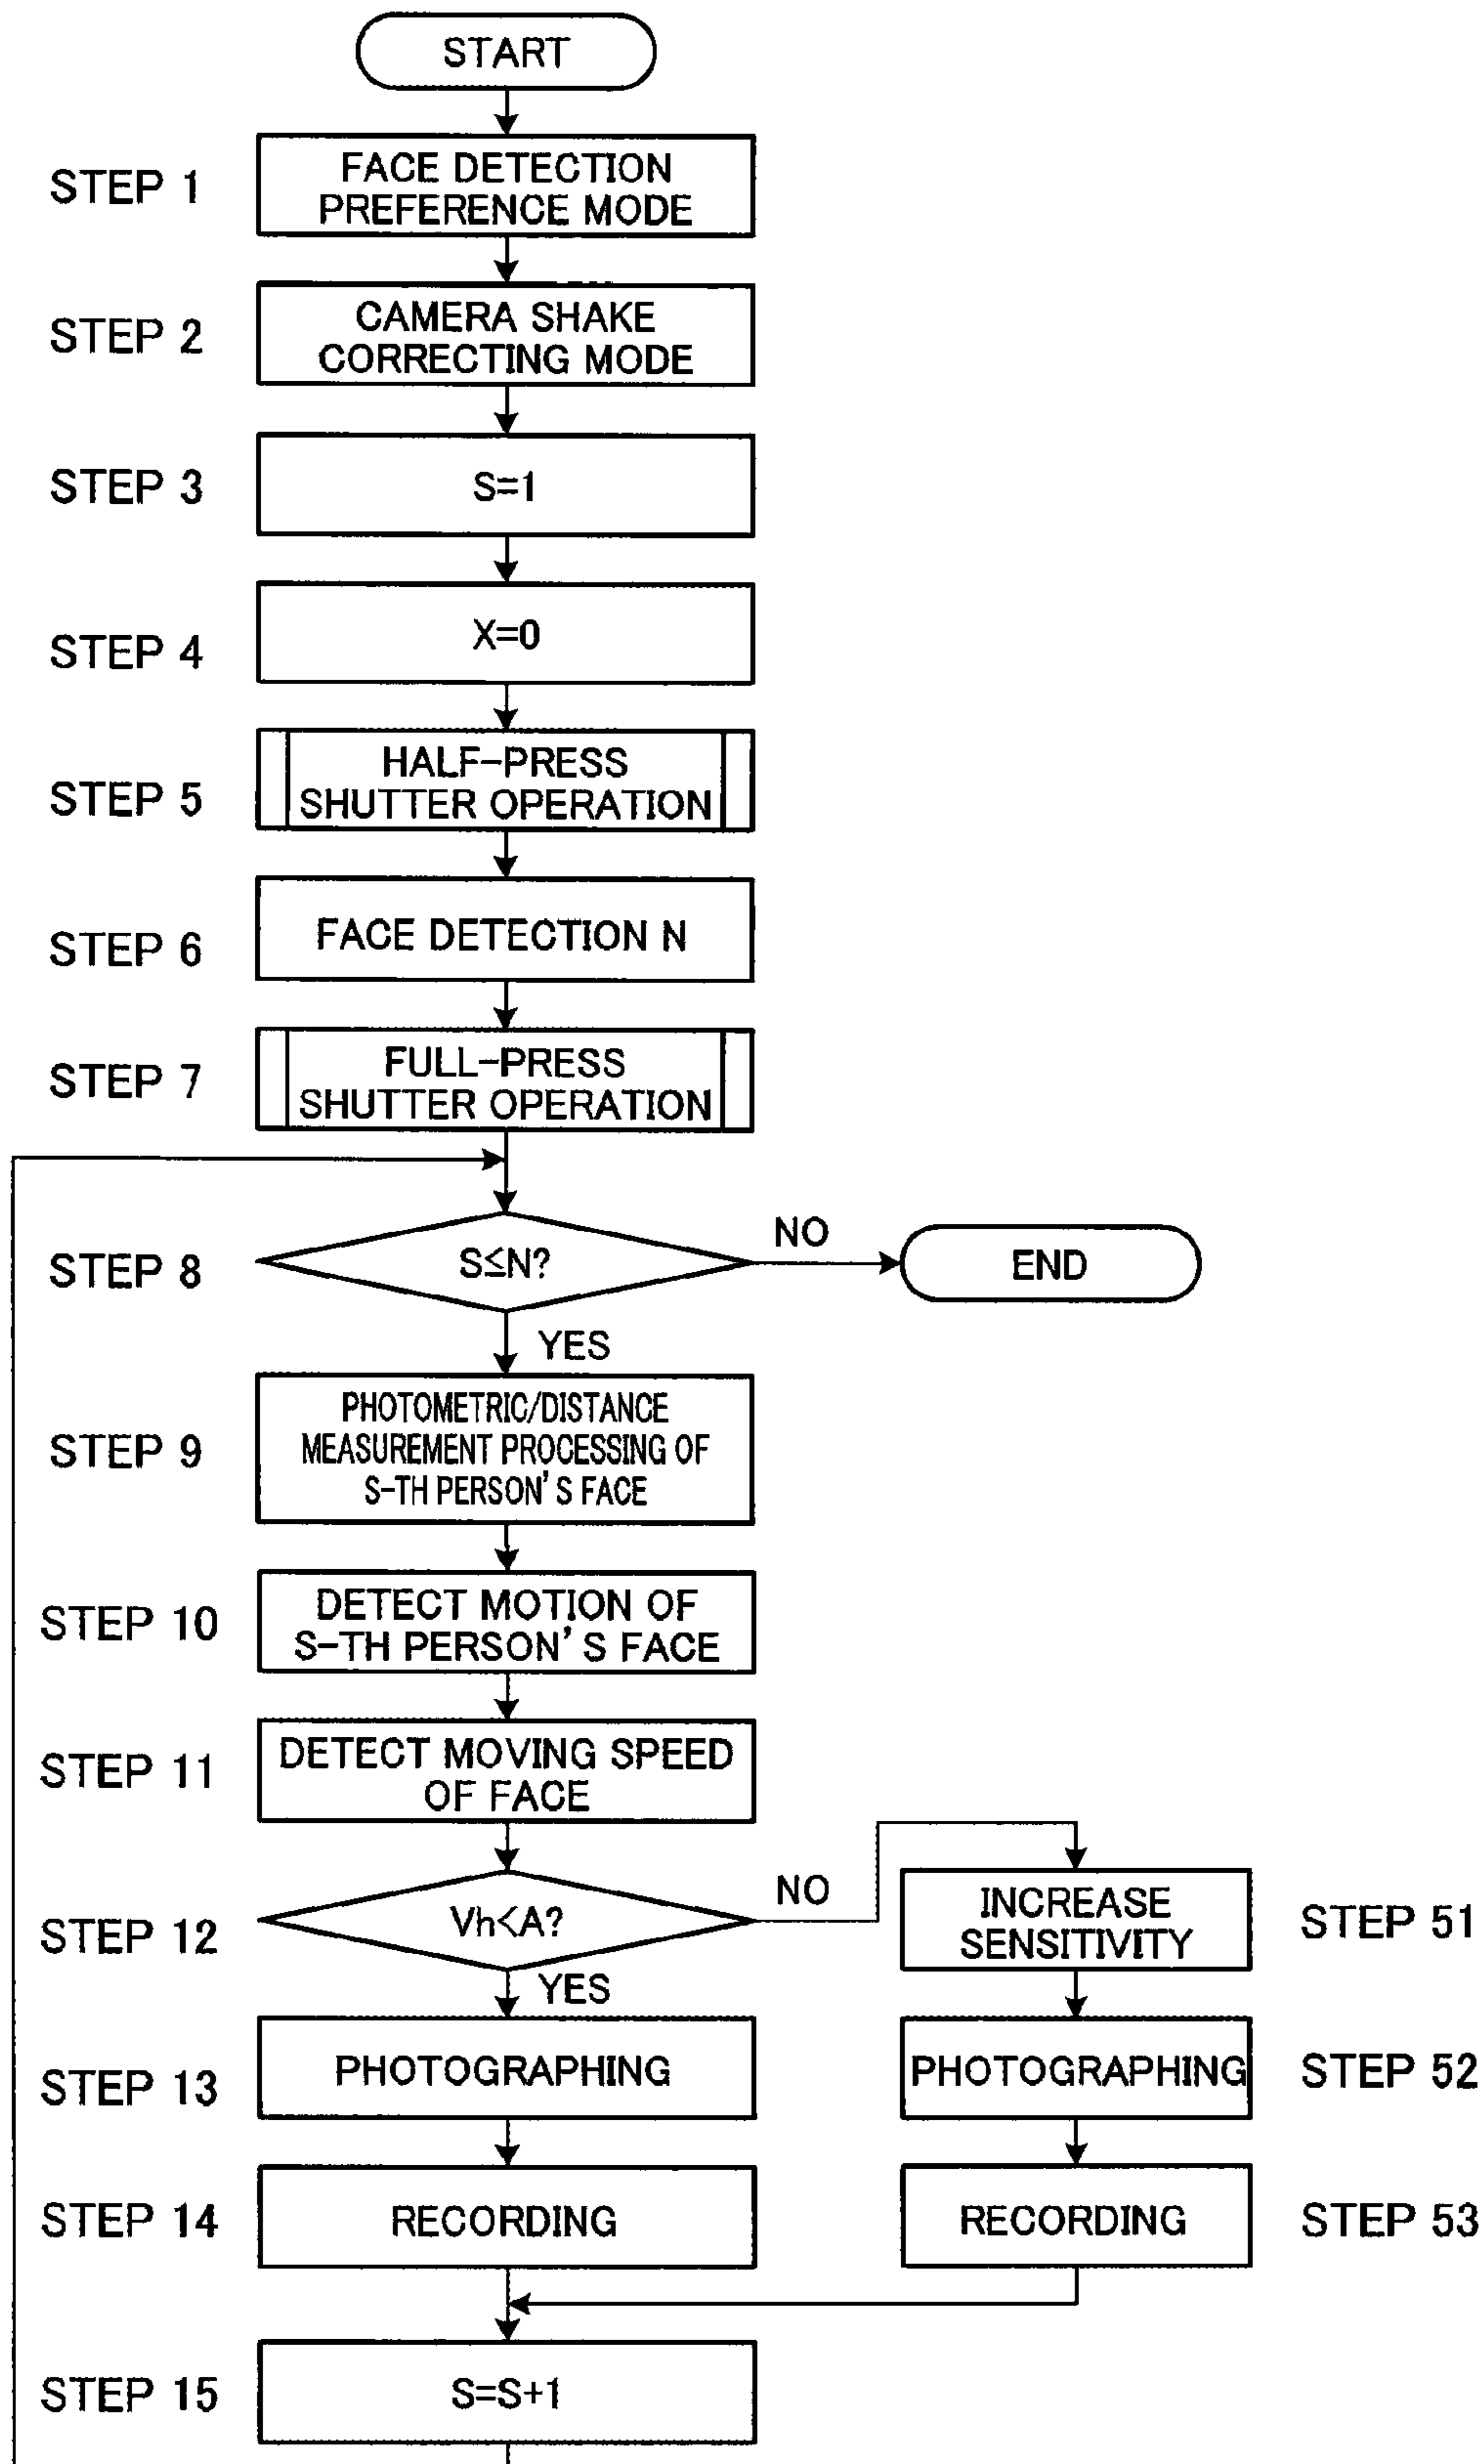 START
STEP 1
FACE DETECTION
PREFERENCE MODE
STEP 2
CAMERA SHAKE
CORRECTING MODE
STEP 3
S=1
STEP 4
X=0
STEP 5
HALF-PRESS
SHUTTER OPERATION
STEP 6
FACE DETECTION N
STEP 7
FULL-PRESS
SHUTTER OPERATION
STEP 8
S≤N?
NO
END
YES
STEP 9
PHOTOMETRIC/DISTANCE
MEASUREMENT PROCESSING OF
S-TH PERSON'S FACE
STEP 10
DETECT MOTION OF
S-TH PERSON'S FACE
STEP 11
DETECT MOVING SPEED
OF FACE
STEP 12
Vh<A?
NO
INCREASE
SENSITIVITY
STEP 51
YES
STEP 13
PHOTOGRAPHING
PHOTOGRAPHING
STEP 52
STEP 14
RECORDING
RECORDING
STEP 53
STEP 15
S=S+1